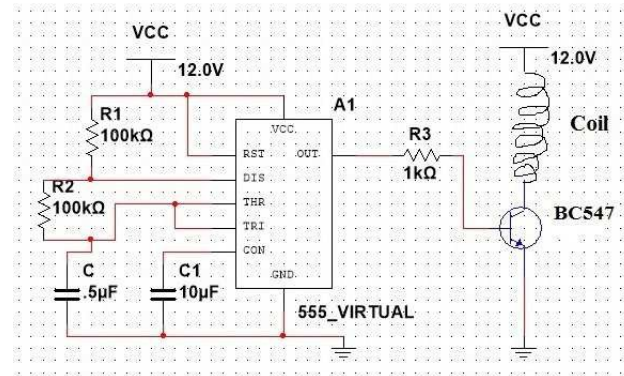 VCC
12.0V
R1
100kΩ
R2
100kΩ
C
.5µF
C1
10µF
A1
VCC
RST
OUT
DIS
THR
TRI
CON
GND
555_VIRTUAL
R3
1kΩ
VCC
12.0V
Coil
BC547